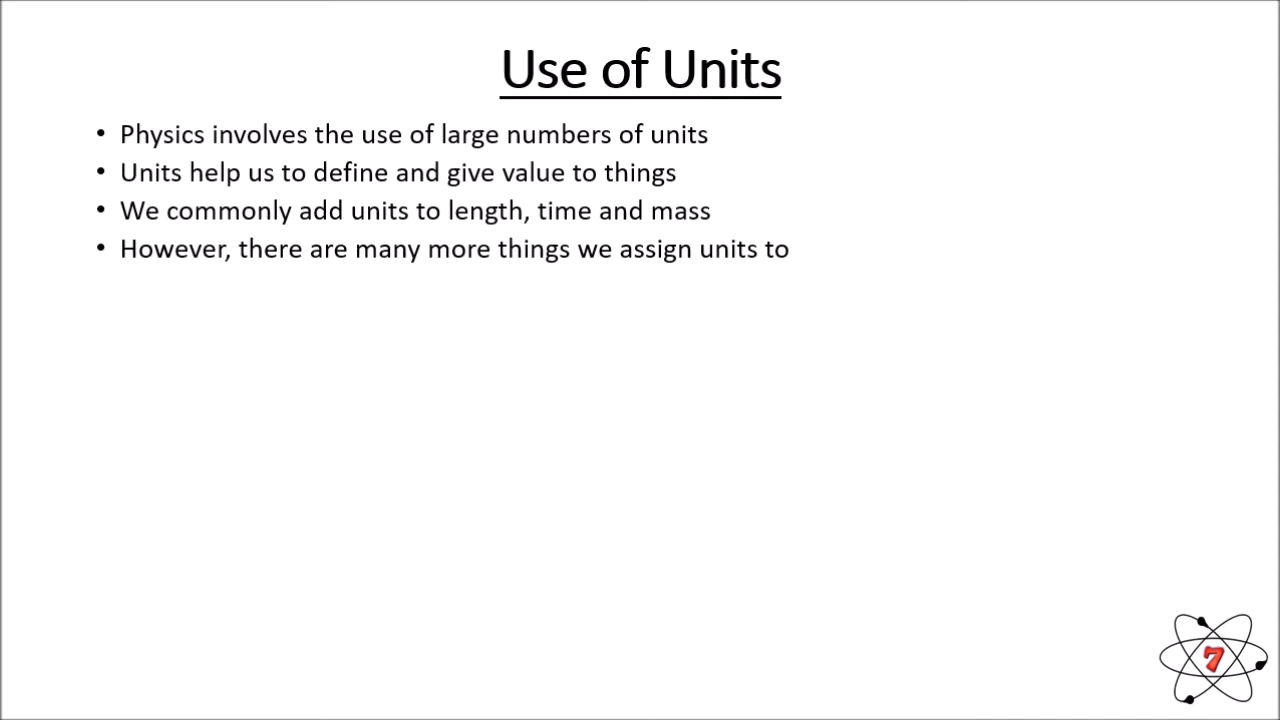 Use of Units
• Physics involves the use of large numbers of units
• Units help us to define and give value to things
• We commonly add units to length, time and mass
• However, there are many more things we assign units to
7